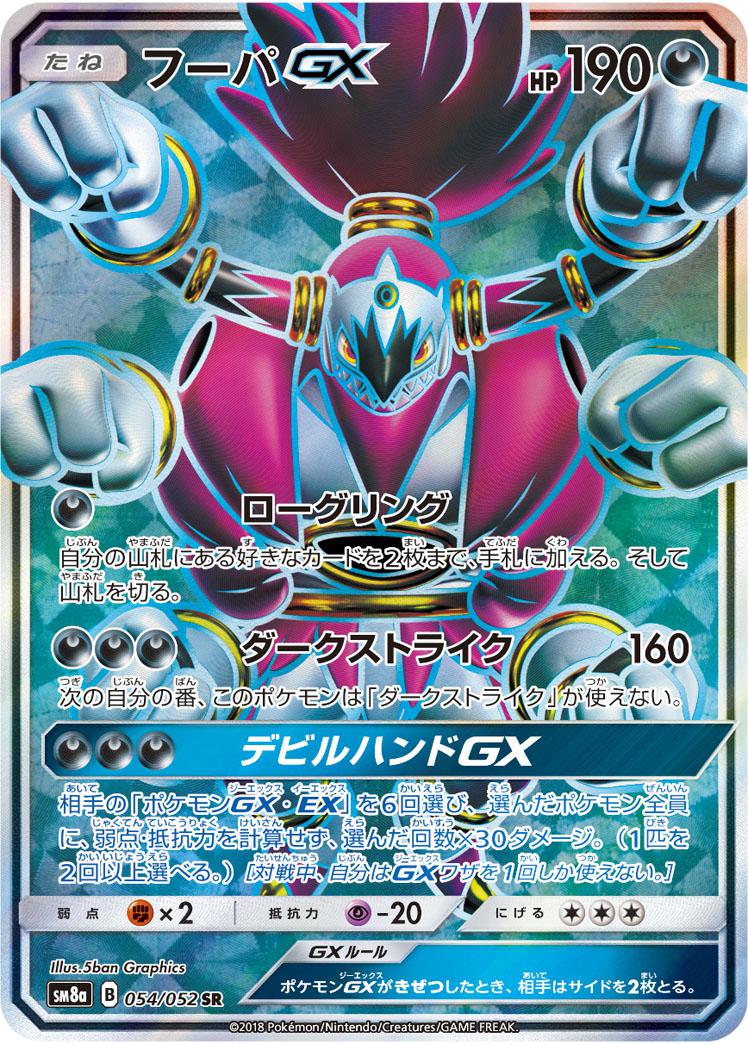 たね フーパGX HP 190
ローグリング
自分の山札にある好きなカードを2枚まで、手札に加える。そして
山札を切る。
ダークストライク 160
次の自分の番、このポケモンは「ダークストライク」が使えない。
デビルハンドGX
相手の「ポケモンGX・EX」を6回選び、選んだポケモン全員
に、弱点・抵抗力を計算せず、選んだ回数×30ダメージ。（1匹を
2回以上選べる。）［対戦中、自分はGXワザを1回しか使えない。］
弱点 ×2 抵抗力 -20 にげる
GXルール
Illus.5ban Graphics
ポケモンGXがきぜつしたとき、相手はサイドを2枚とる。
SM8a B 054/052 SR
©2018 Pokémon/Nintendo/Creatures/GAME FREAK.